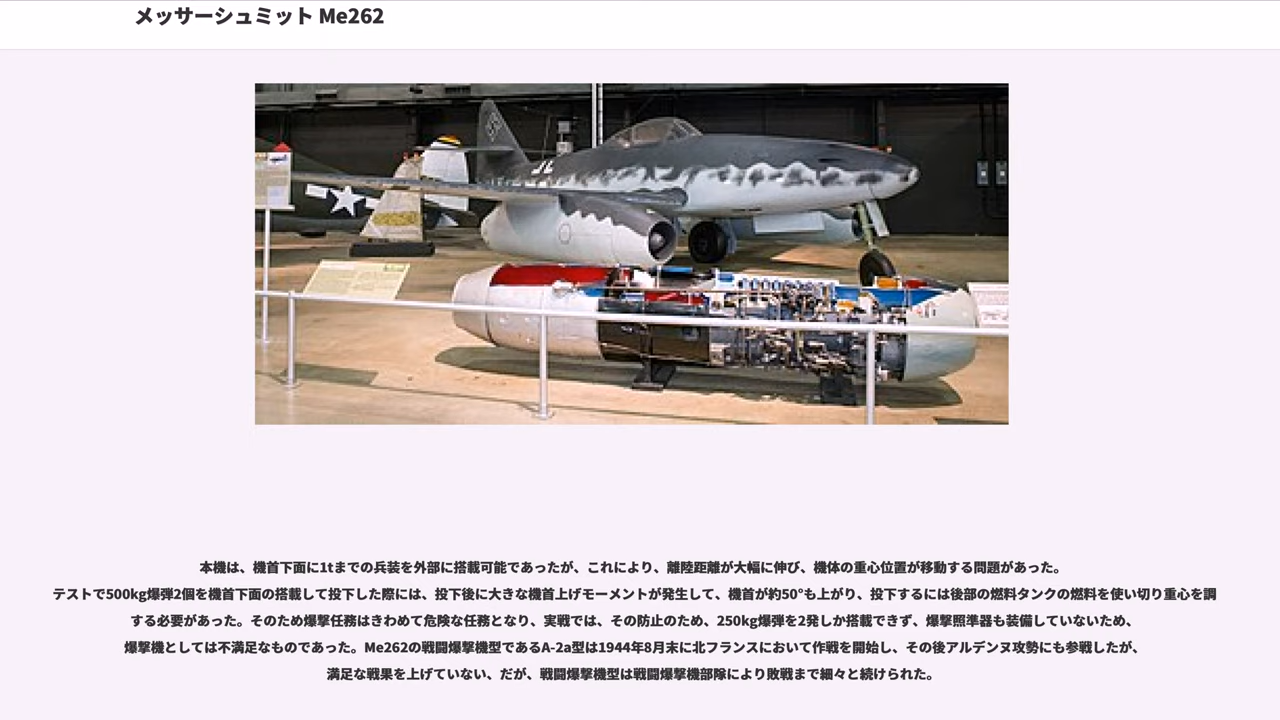 メッサーシュミット Me262
本機は、機首下面に1tまでの兵装を外部に搭載可能であったが、これにより、離陸距離が大幅に伸び、機体の重心位置が移動する問題があった。
テストで500kg爆弾2個を機首下面の搭載して投下した際には、投下後に大きな機首上げモーメントが発生して、機首が約50°も上がり、投下するには後部の燃料タンクの燃料を使い切り重心を調
する必要があった。そのため爆撃任務はきわめて危険な任務となり、実戦では、その防止のため、250kg爆弾を2発しか搭載できず、爆撃照準器も装備していないため、
爆撃機としては不満足なものであった。Me262の戦闘爆撃機型であるA-2a型は1944年8月末に北フランスにおいて作戦を開始し、その後アルデンヌ攻勢にも参戦したが、
満足な戦果を上げていない、だが、戦闘爆撃機型は戦闘爆撃機部隊により敗戦まで細々と続けられた。